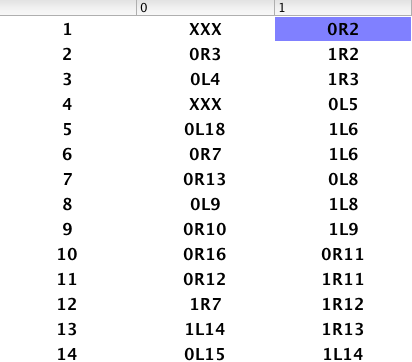 0 1
1 XXX 0R2
2 0R3 1R2
3 0L4 1R3
4 XXX 0L5
5 0L18 1L6
6 0R7 1L6
7 0R13 0L8
8 0L9 1L8
9 0R10 1L9
10 0R16 0R11
11 0R12 1R11
12 1R7 1R12
13 1L14 1R13
14 0L15 1L14